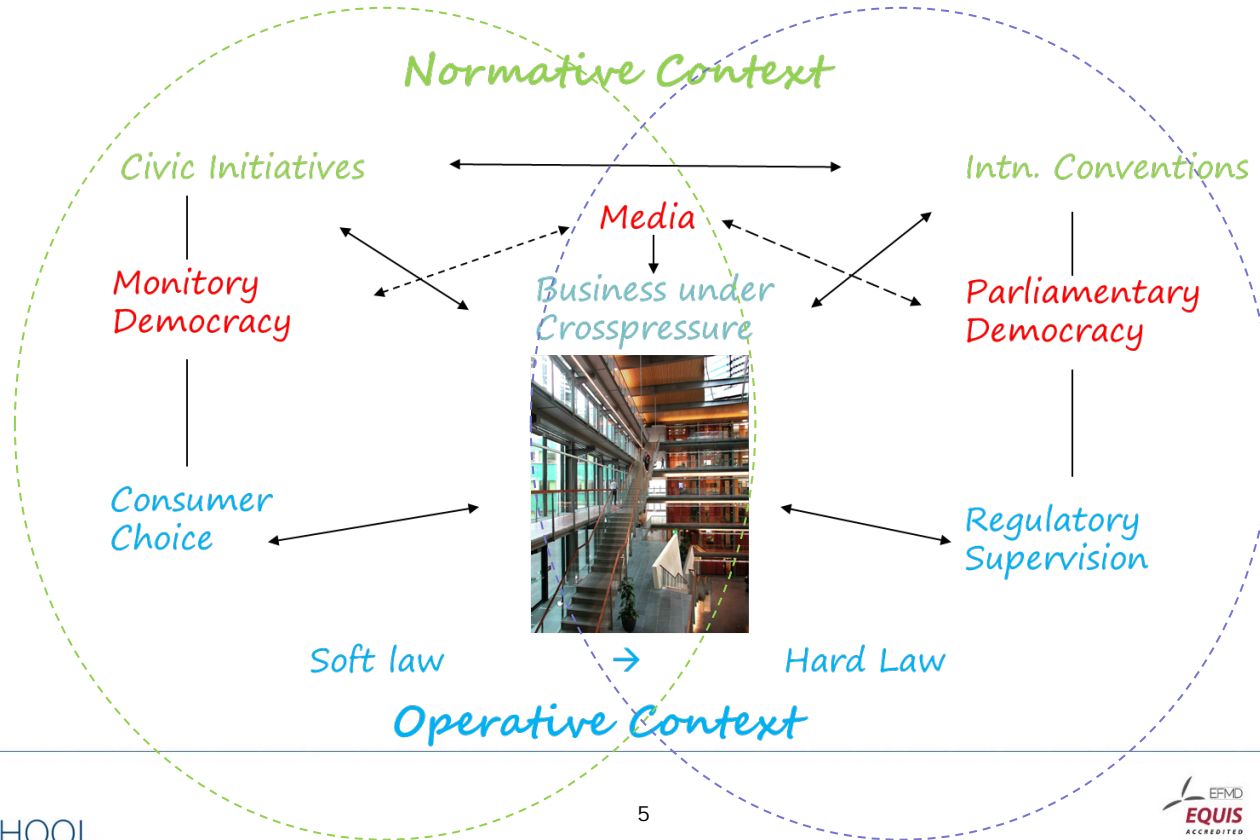 Normative Context
Civic Initiatives
Intn. Conventions
Media
Monitory
Democracy
Business under
Crosspressure
Parliamentary
Democracy
Consumer
Choice
Regulatory
Supervision
Soft law
→
Hard Law
Operative Context
5
EFMD
EQUIS
ACCREDITED